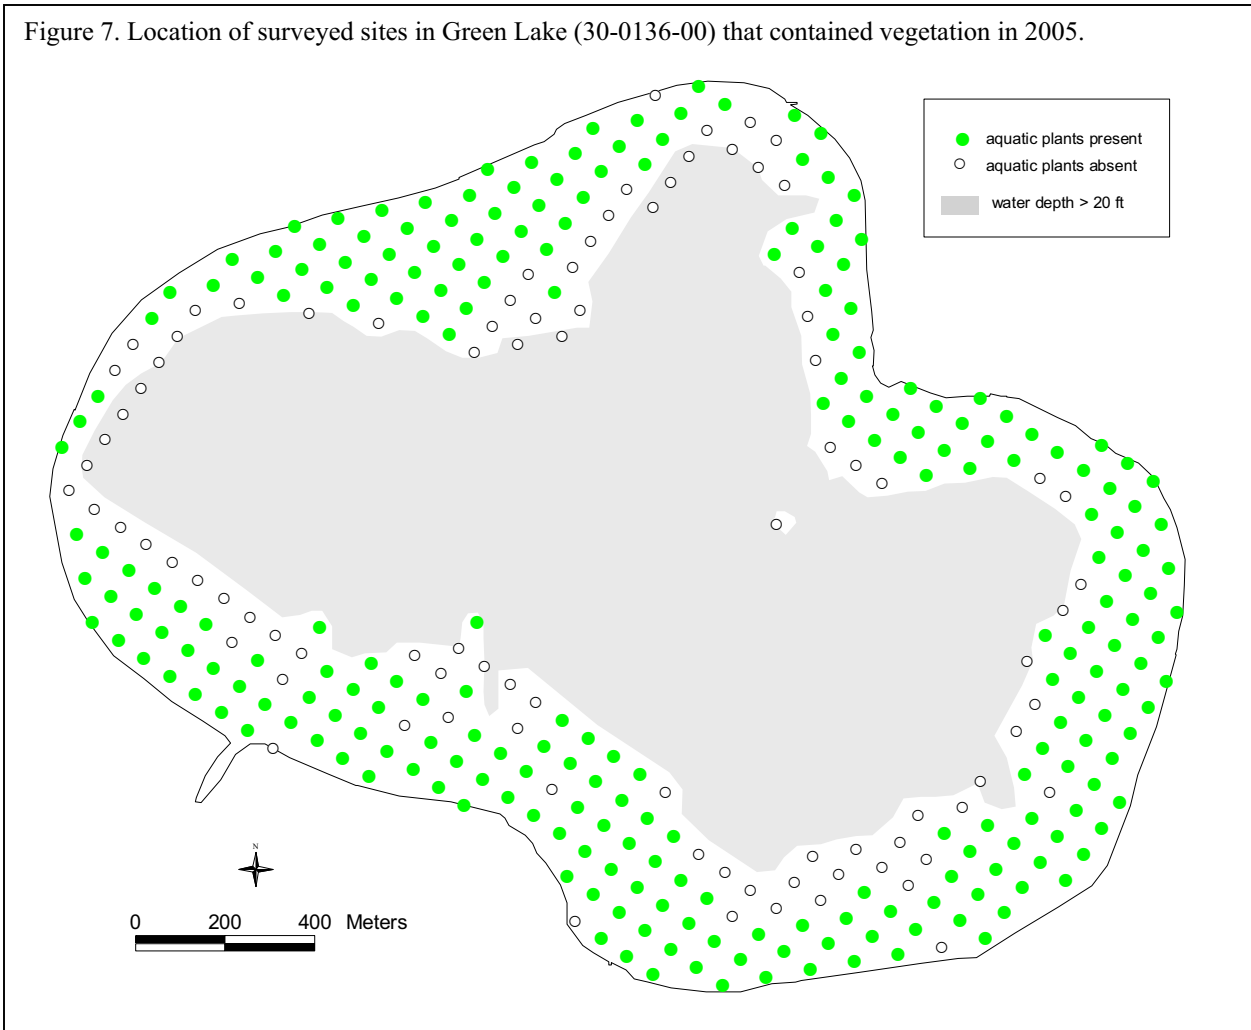 Figure 7. Location of surveyed sites in Green Lake (30-0136-00) that contained vegetation in 2005.
aquatic plants present
aquatic plants absent
water depth > 20 ft
N
0 200 400 Meters